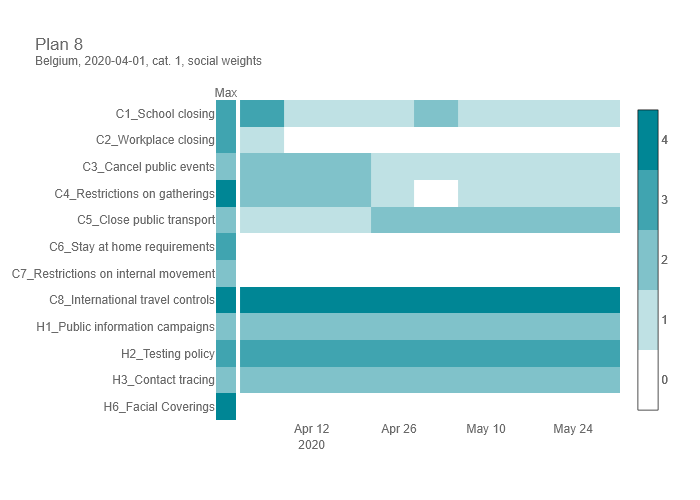 Plan 8
Belgium, 2020-04-01, cat. 1, social weights
Max
C1_School closing
C2_Workplace closing
C3_Cancel public events
C4_Restrictions on gatherings
C5_Close public transport
C6_Stay at home requirements
C7_Restrictions on internal movement
C8_International travel controls
H1_Public information campaigns
H2_Testing policy
H3_Contact tracing
H6_Facial Coverings
Apr 12 Apr 26 May 10 May 24
2020
4
3
2
1
0